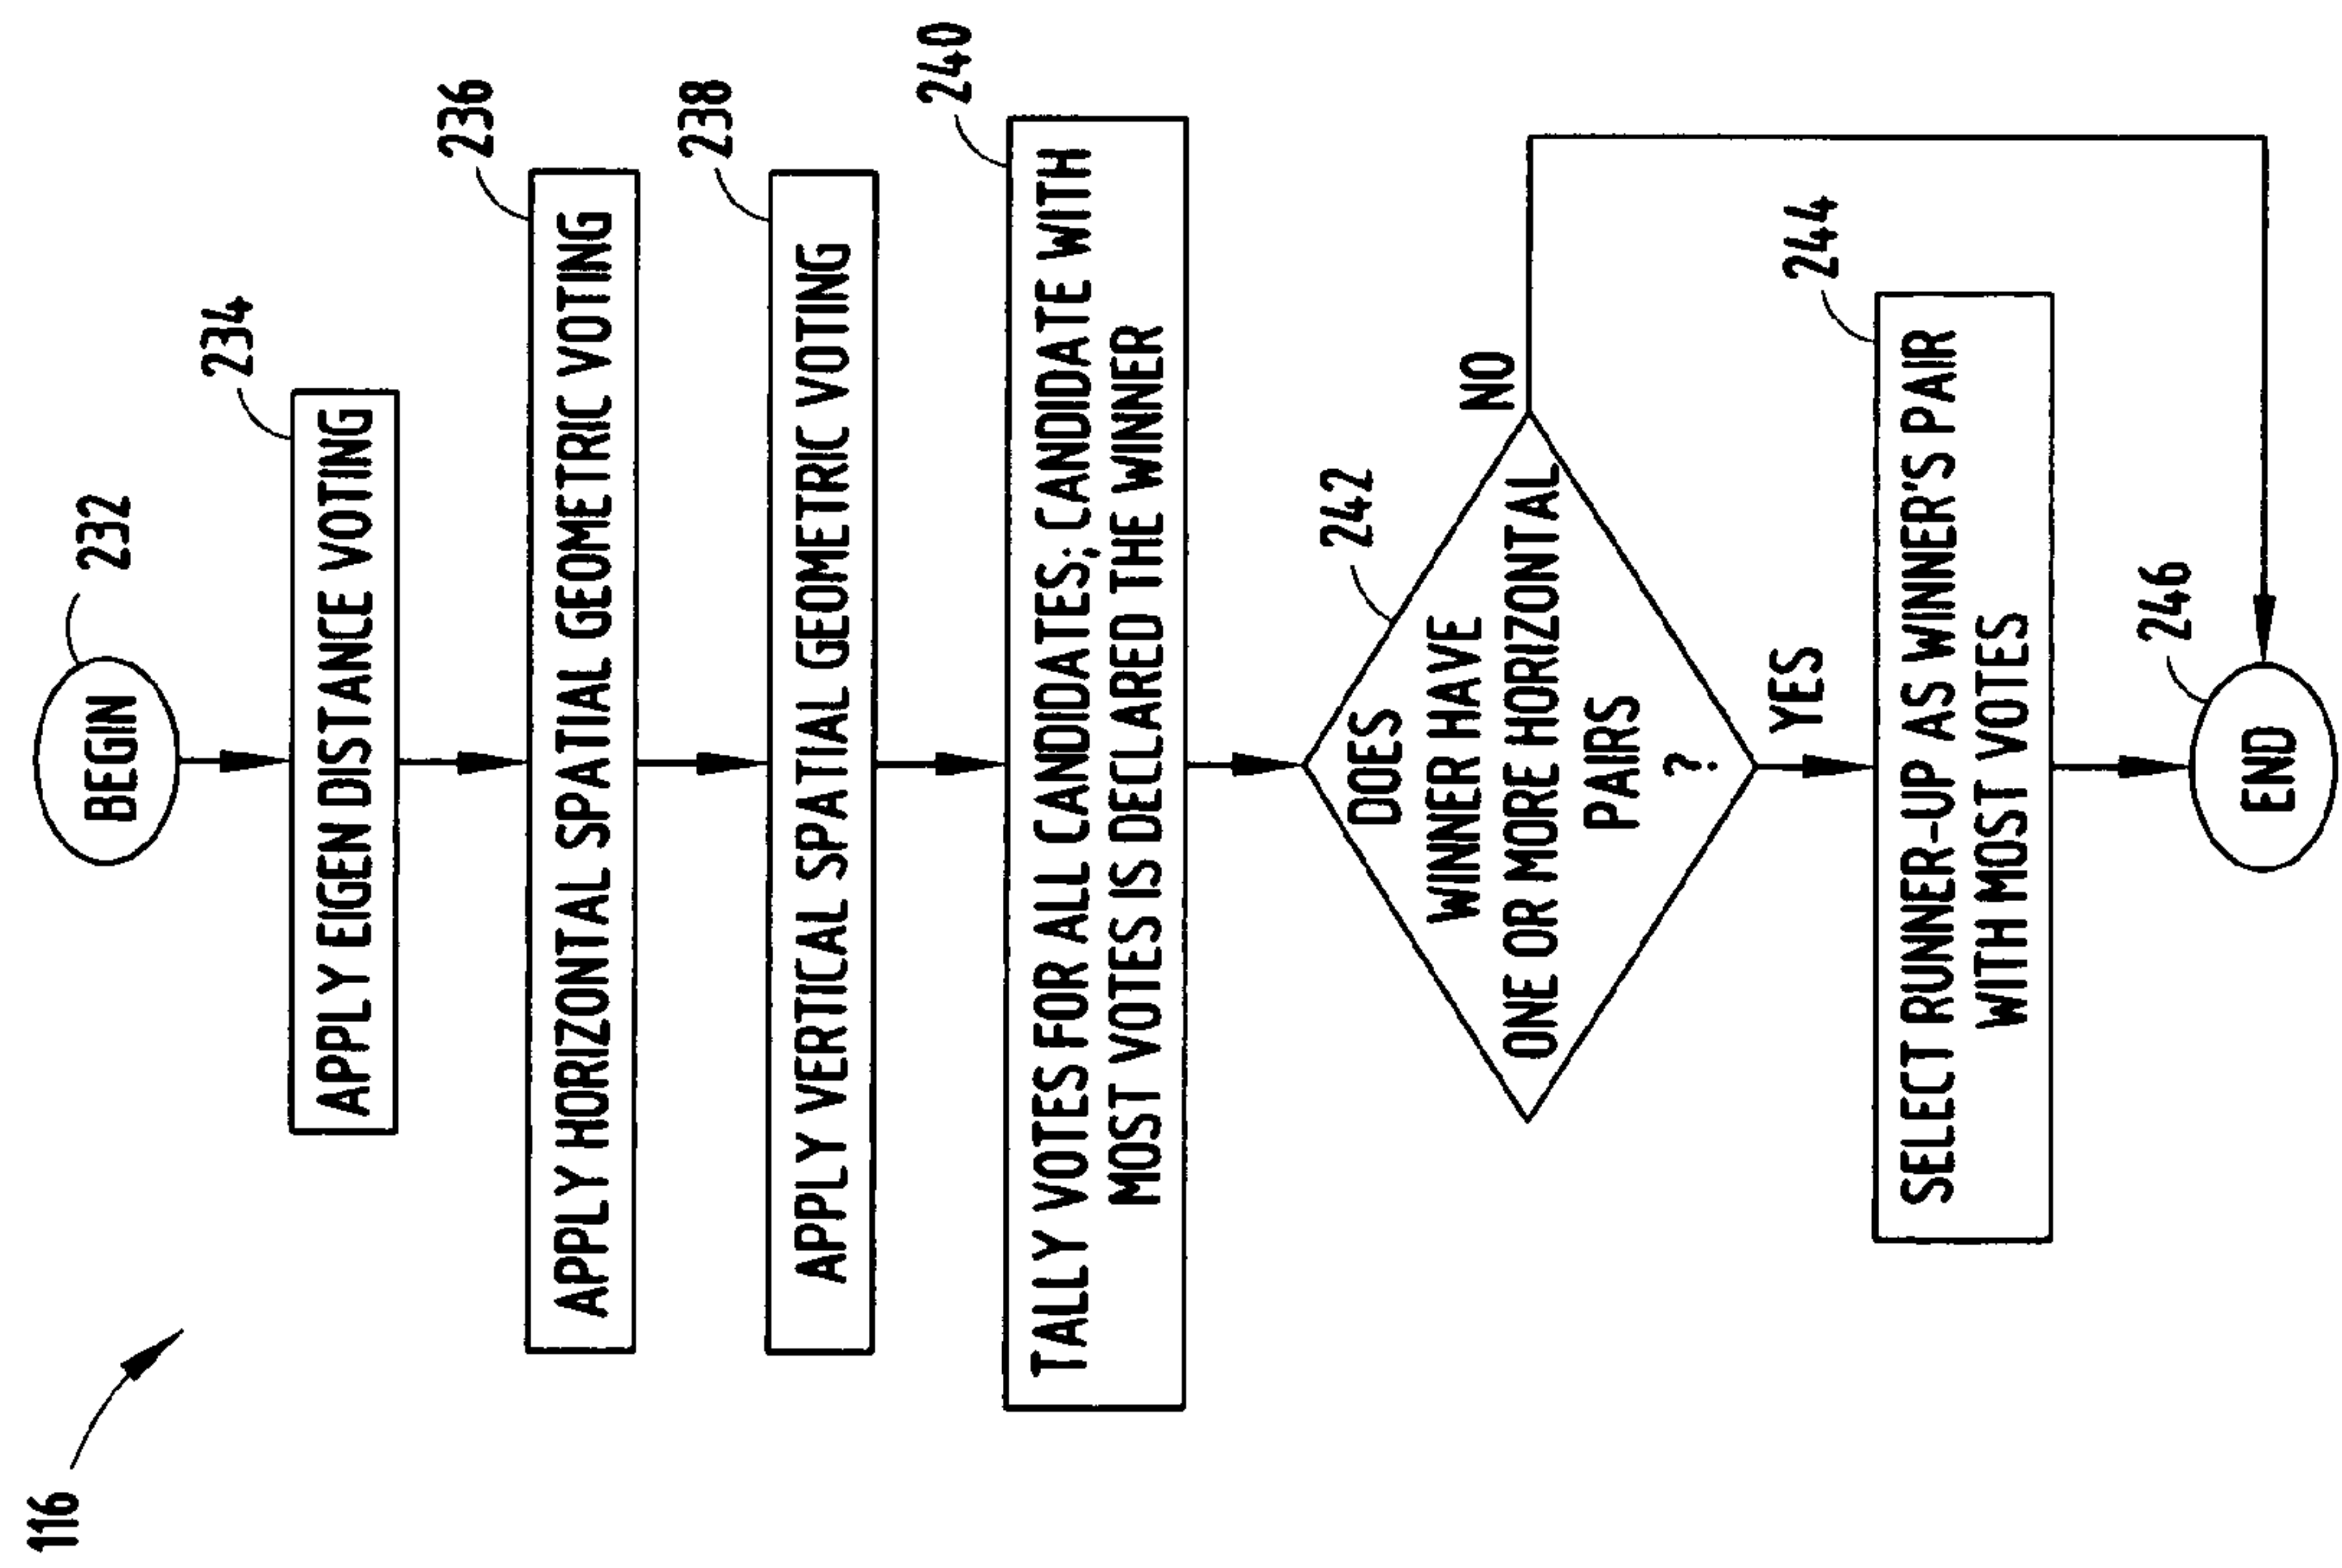 116
BEGIN
232
234
APPLY EIGEN DISTANCE VOTING
236
APPLY HORIZONTAL SPATIAL GEOMETRIC VOTING
238
APPLY VERTICAL SPATIAL GEOMETRIC VOTING
240
TALLY VOTES FOR ALL CANDIDATES; CANDIDATE WITH
MOST VOTES IS DECLARED THE WINNER
242
DOES
WINNER HAVE
ONE OR MORE HORIZONTAL
PAIRS
?
NO
YES
244
SELECT RUNNER-UP AS WINNER'S PAIR
WITH MOST VOTES
246
END